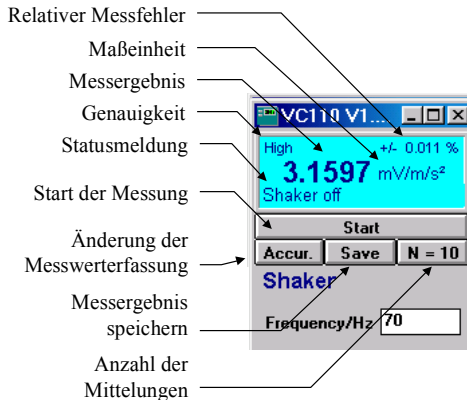 Relativer Messfehler
Maßeinheit
Messergebnis
Genauigkeit
Statusmeldung
Start der Messung
Änderung der
Messwerterfassung
Messergebnis
speichern
Anzahl der
Mittelungen
VC110 V1...
High +/- 0.011 %
3.1597 mV/m/s²
Shaker off
Start
Accur. Save N = 10
Shaker
Frequency/Hz 70